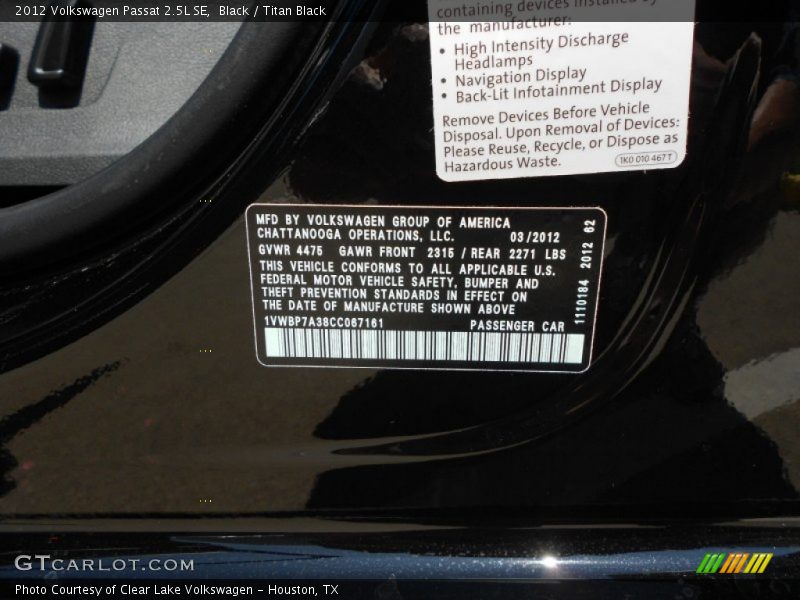 2012 Volkswagen Passat 2.5L SE,  Black / Titan Black
containing devices installed by
the manufacturer:
• High Intensity Discharge
Headlamps
• Navigation Display
• Back-Lit Infotainment Display
Remove Devices Before Vehicle
Disposal. Upon Removal of Devices:
Please Reuse, Recycle, or Dispose as
Hazardous Waste.
1K0 010 467 T
MFD BY VOLKSWAGEN GROUP OF AMERICA
CHATTANOOGA OPERATIONS, LLC. 03/2012
GVWR 4475 GAWR FRONT 2315 / REAR 2271 LBS
THIS VEHICLE CONFORMS TO ALL APPLICABLE U.S.
FEDERAL MOTOR VEHICLE SAFETY, BUMPER AND
THEFT PREVENTION STANDARDS IN EFFECT ON
THE DATE OF MANUFACTURE SHOWN ABOVE
1VWBP7A38CC067161 PASSENGER CAR
1110184 2012 62
GTCARLOT.COM
Photo Courtesy of Clear Lake Volkswagen – Houston, TX